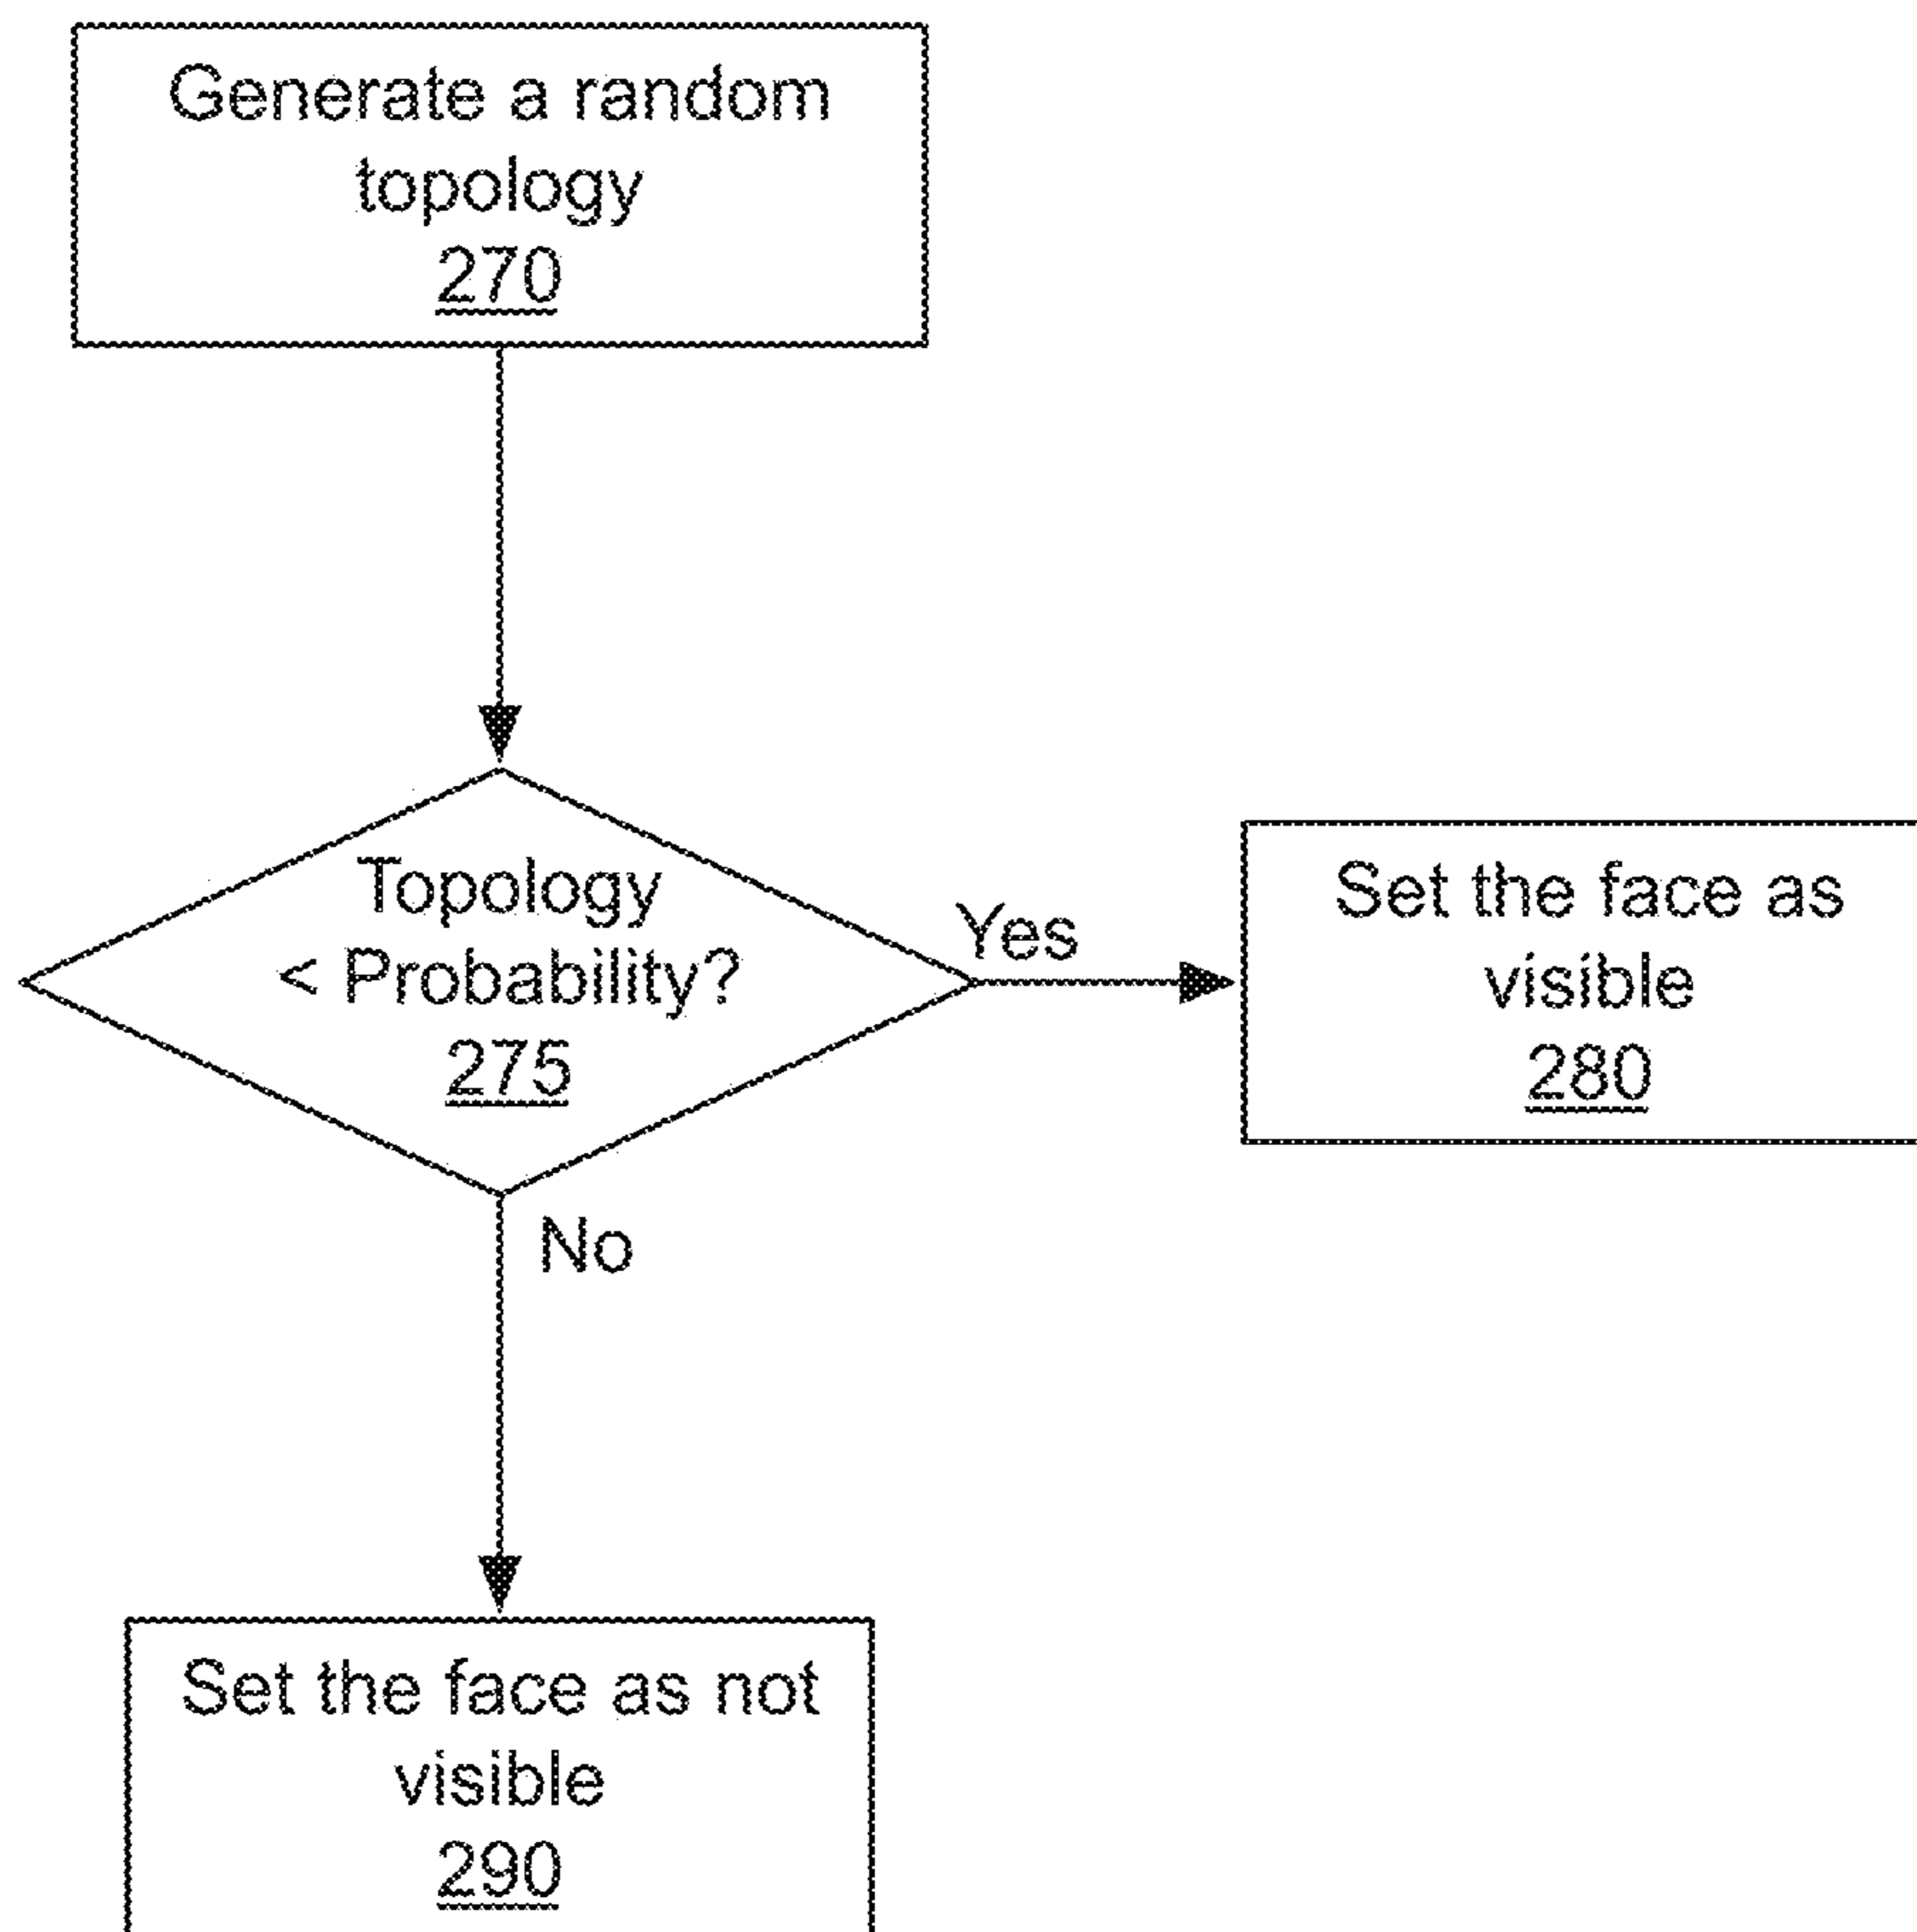 Generate a random
topology
270
Topology
< Probability?
275
Yes
Set the face as
visible
280
No
Set the face as not
visible
290